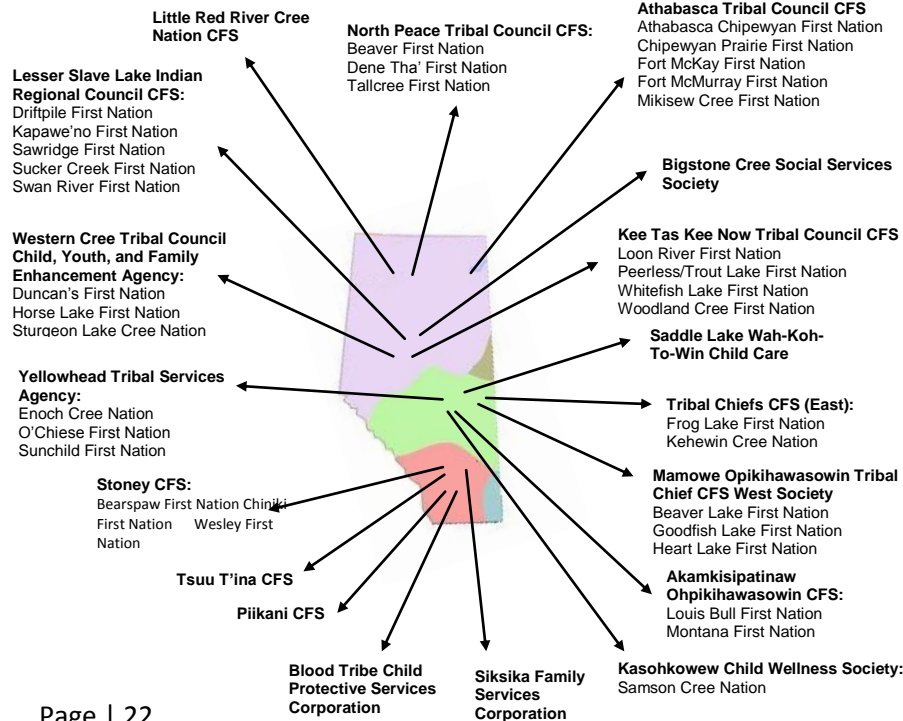 Little Red River Cree
Nation CFS
North Peace Tribal Council CFS:
Beaver First Nation
Dene Tha' First Nation
Tallcree First Nation
Athabasca Tribal Council CFS
Athabasca Chipewyan First Nation
Chipewyan Prairie First Nation
Fort McKay First Nation
Fort McMurray First Nation
Mikisew Cree First Nation
Lesser Slave Lake Indian
Regional Council CFS:
Driftpile First Nation
Kapawe'no First Nation
Sawridge First Nation
Sucker Creek First Nation
Swan River First Nation
Bigstone Cree Social Services
Society
Western Cree Tribal Council
Child, Youth, and Family
Enhancement Agency:
Duncan's First Nation
Horse Lake First Nation
Sturgeon Lake Cree Nation
Kee Tas Kee Now Tribal Council CFS
Loon River First Nation
Peerless/Trout Lake First Nation
Whitefish Lake First Nation
Woodland Cree First Nation
Saddle Lake Wah-Koh-
To-Win Child Care
Yellowhead Tribal Services
Agency:
Enoch Cree Nation
O'Chiese First Nation
Sunchild First Nation
Tribal Chiefs CFS (East):
Frog Lake First Nation
Kehewin Cree Nation
Stoney CFS:
Bearspaw First Nation Chiniki
First Nation Wesley First
Nation
Mamowe Opikihawasowin Tribal
Chief CFS West Society
Beaver Lake First Nation
Goodfish Lake First Nation
Heart Lake First Nation
Tsuu T'ina CFS
Akamkisipatinaw
Ohpikihawasowin CFS:
Louis Bull First Nation
Montana First Nation
Piikani CFS
Blood Tribe Child
Protective Services
Corporation
Siksika Family
Services
Corporation
Kasohkowew Child Wellness Society:
Samson Cree Nation
Page | 22